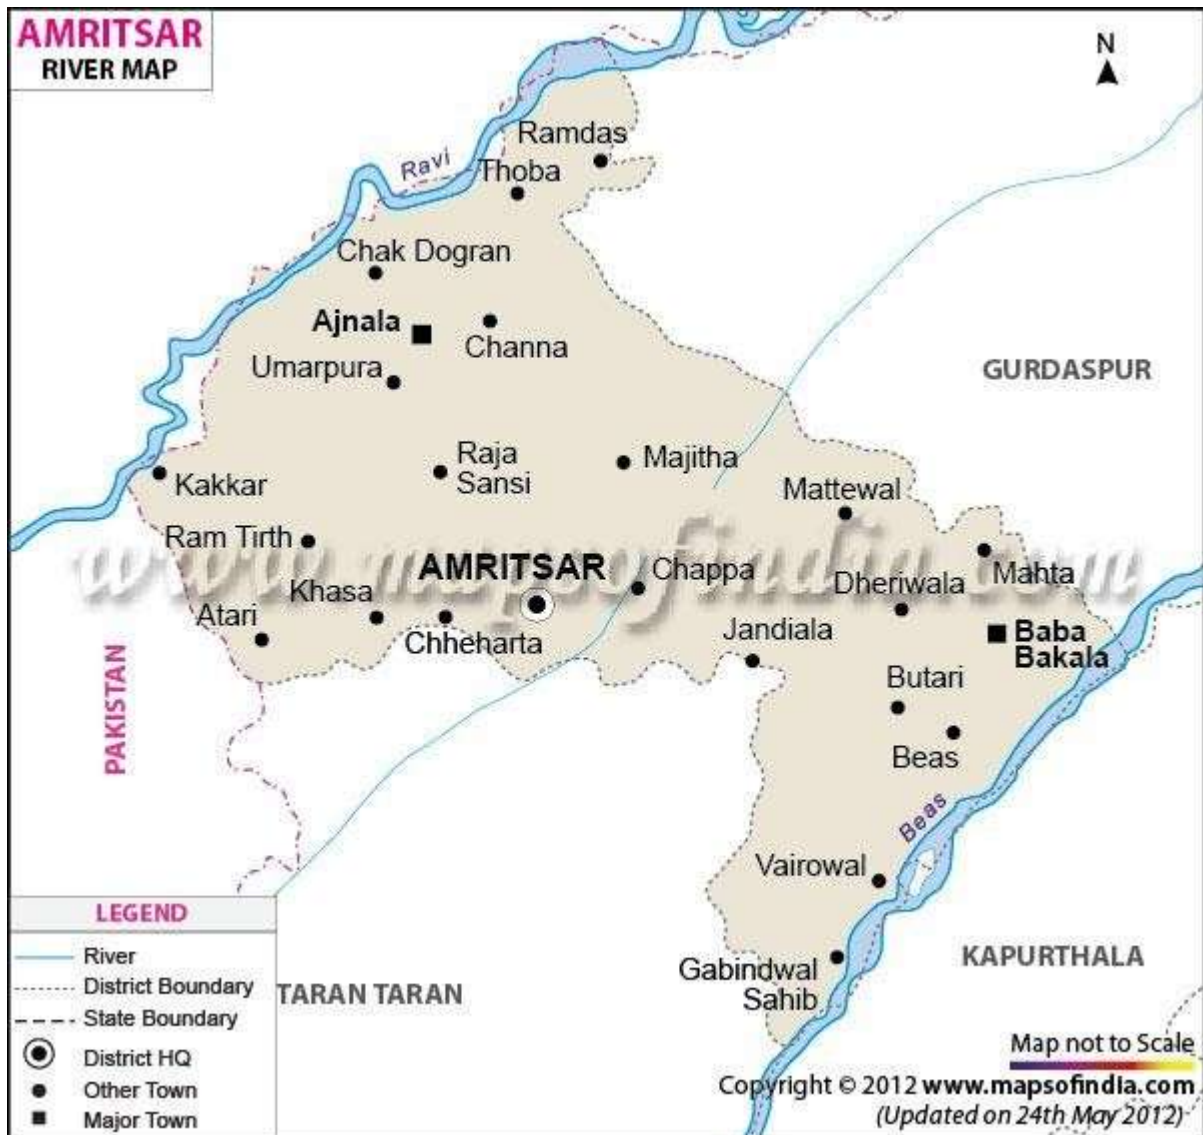 AMRITSAR
RIVER MAP
N
Ramdas
Ravi
Thoba
Chak Dogran
Ajnala
Channa
Umarpura
GURDASPUR
Raja
Sansi
Majitha
Kakkar
Mattewal
Ram Tirth
www.mapsofindia.com
AMRITSAR
Chappa
Mahta
Khasa
Dheriwala
Atari
Chheharta
Jandiala
Baba
Bakala
PAKISTAN
Butari
Beas
Beas
Vairowal
Gabindwal
Sahib
KAPURTHALA
TARAN TARAN
LEGEND
River
District Boundary
State Boundary
District HQ
Other Town
Major Town
Map not to Scale
Copyright © 2012 www.mapsofindia.com
(Updated on 24th May 2012)